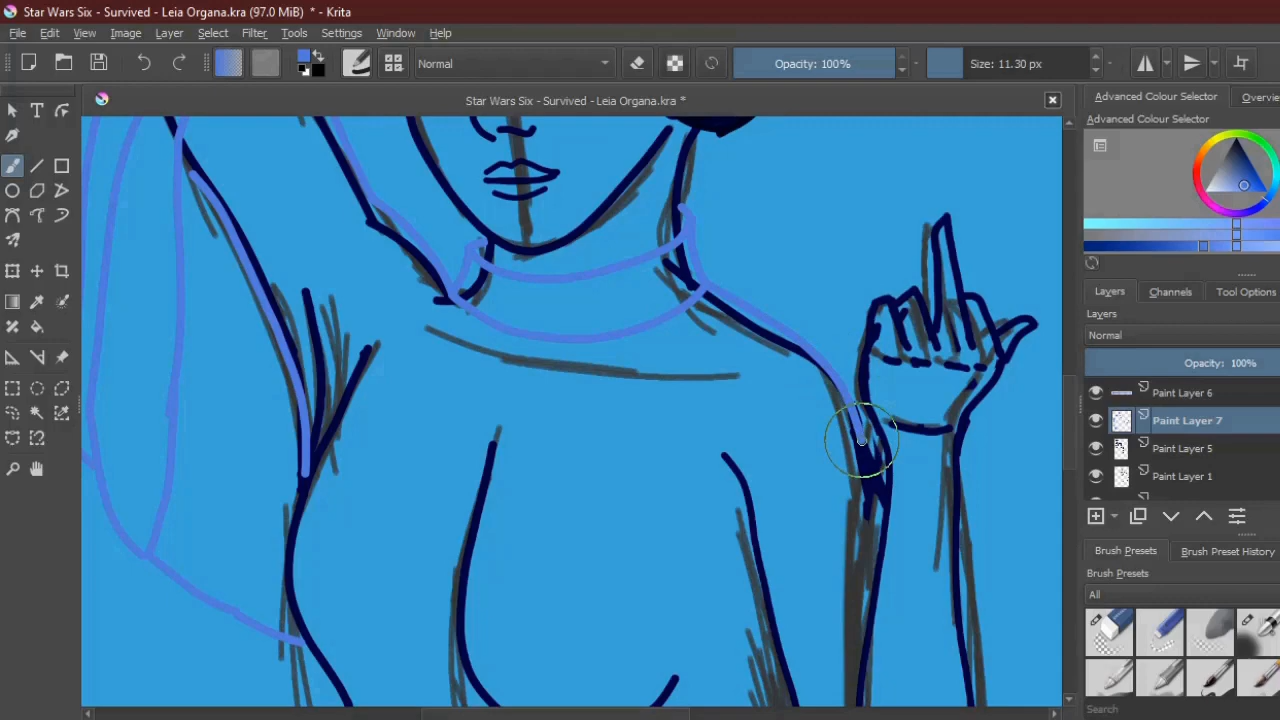 Star Wars Six - Survived - Leia Organa.kra (97.0 MiB) * - Krita
File Edit View Image Layer Select Filter Tools Settings Window Help
Normal Opacity: 100% Size: 11.30 px
Star Wars Six - Survived - Leia Organa.kra *
Advanced Colour Selector Overvie
Advanced Colour Selector
Layers Channels Tool Options
Layers
Normal
Opacity: 100%
Paint Layer 6
Paint Layer 7
Paint Layer 5
Paint Layer 1
Brush Presets Brush Preset History
Brush Presets
All
Search